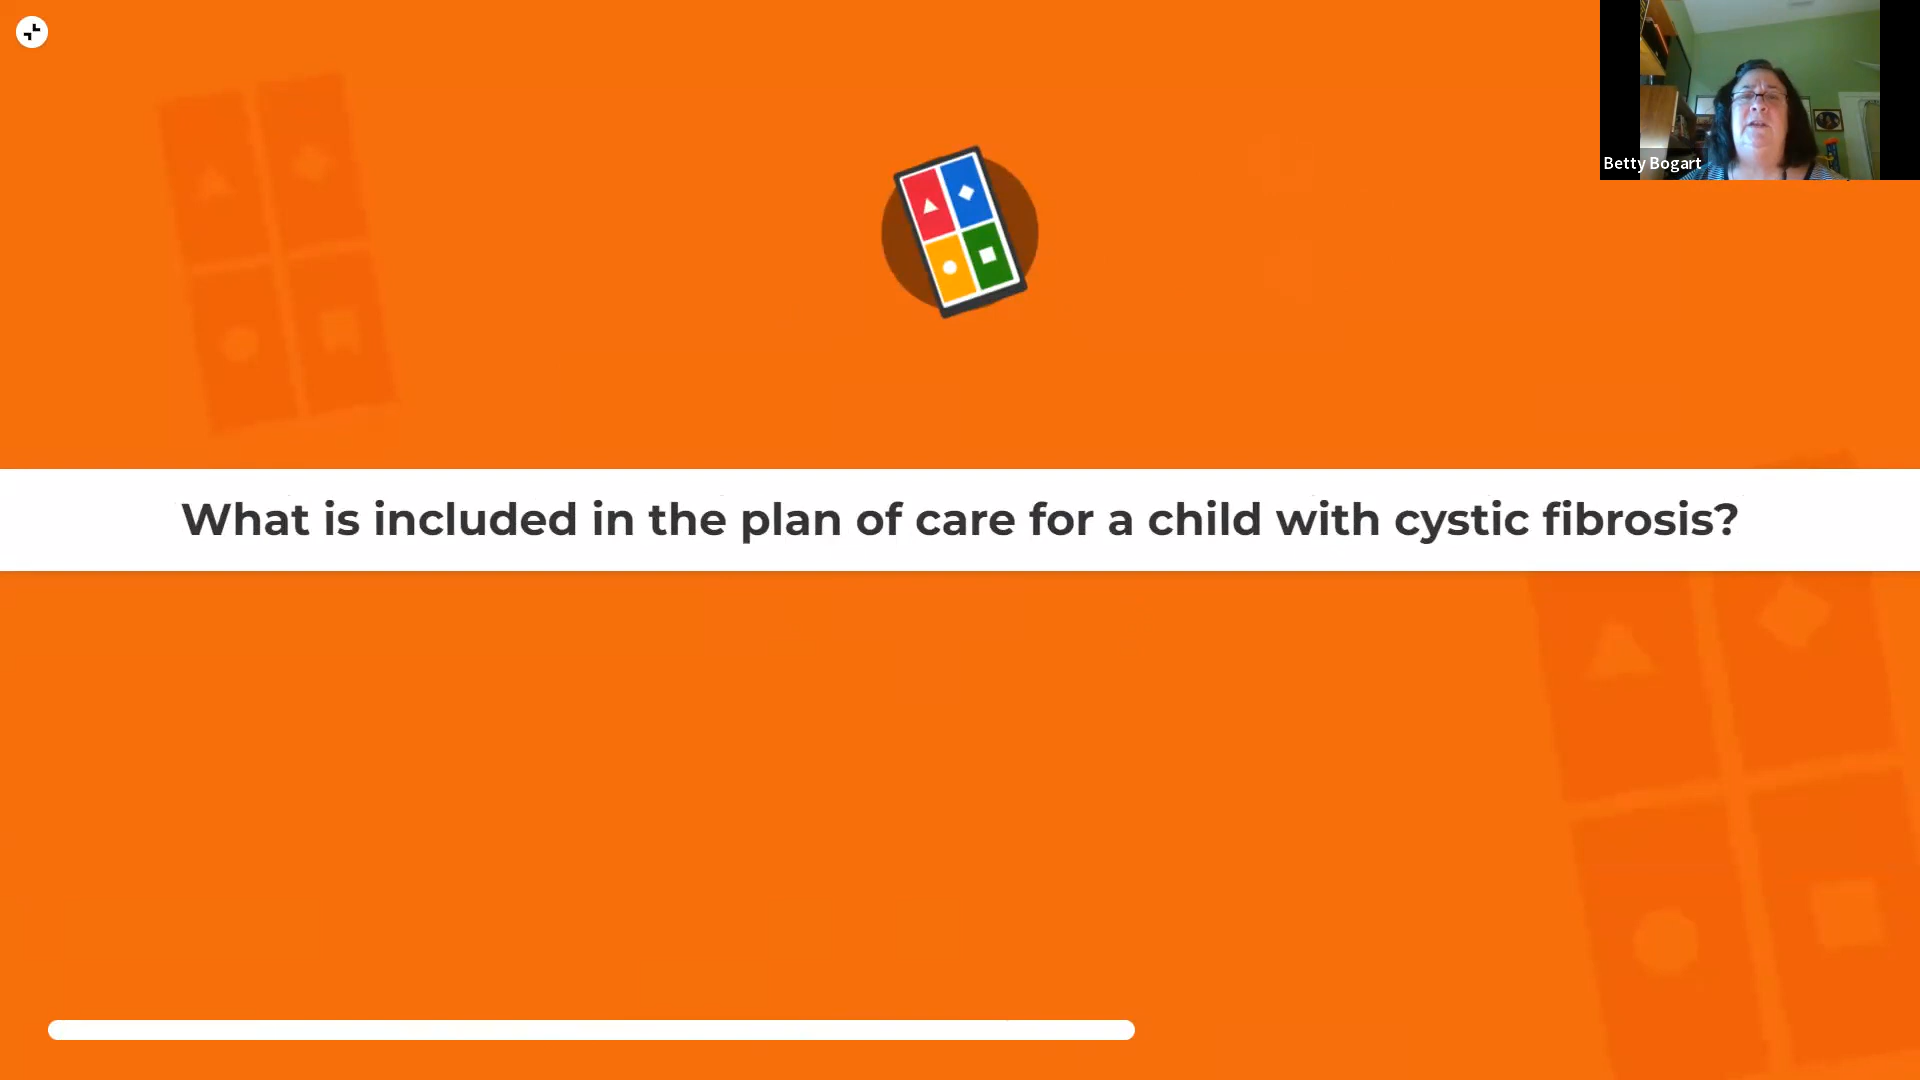 Betty Bogart
What is included in the plan of care for a child with cystic fibrosis?